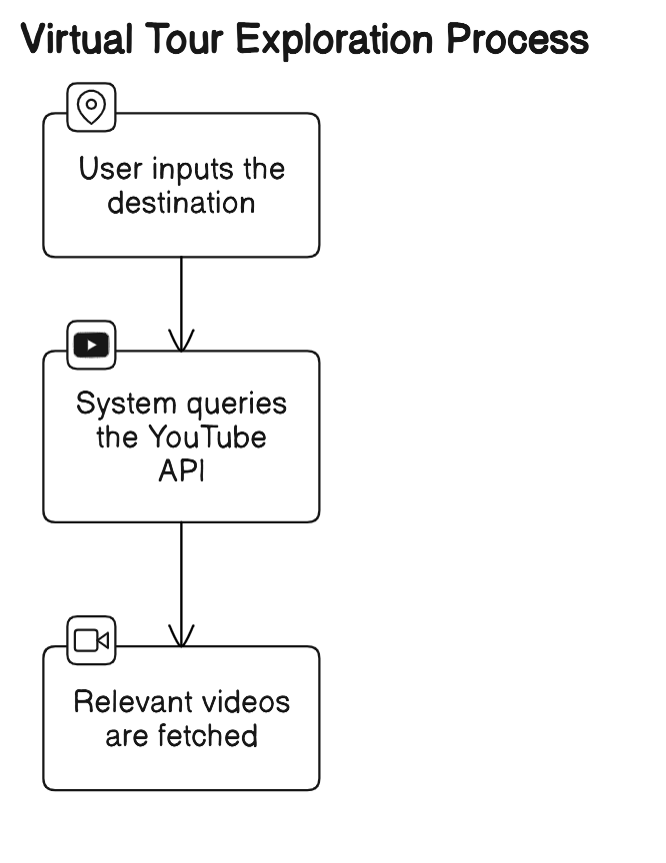 Virtual Tour Exploration Process
User inputs the
destination
System queries
the YouTube
API
Relevant videos
are fetched